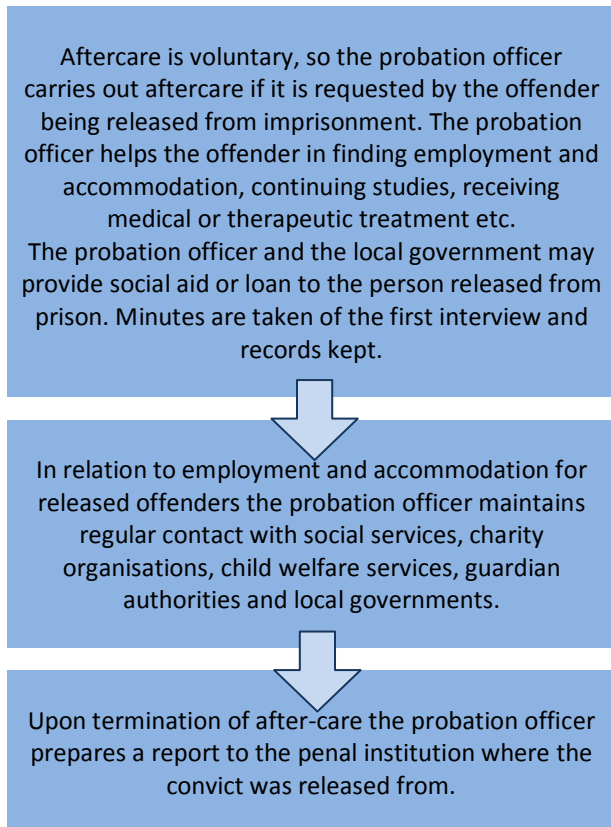 Aftercare is voluntary, so the probation officer
carries out aftercare if it is requested by the offender
being released from imprisonment. The probation
officer helps the offender in finding employment and
accommodation, continuing studies, receiving
medical or therapeutic treatment etc.
The probation officer and the local government may
provide social aid or loan to the person released from
prison. Minutes are taken of the first interview and
records kept.
In relation to employment and accommodation for
released offenders the probation officer maintains
regular contact with social services, charity
organisations, child welfare services, guardian
authorities and local governments.
Upon termination of after-care the probation officer
prepares a report to the penal institution where the
convict was released from.